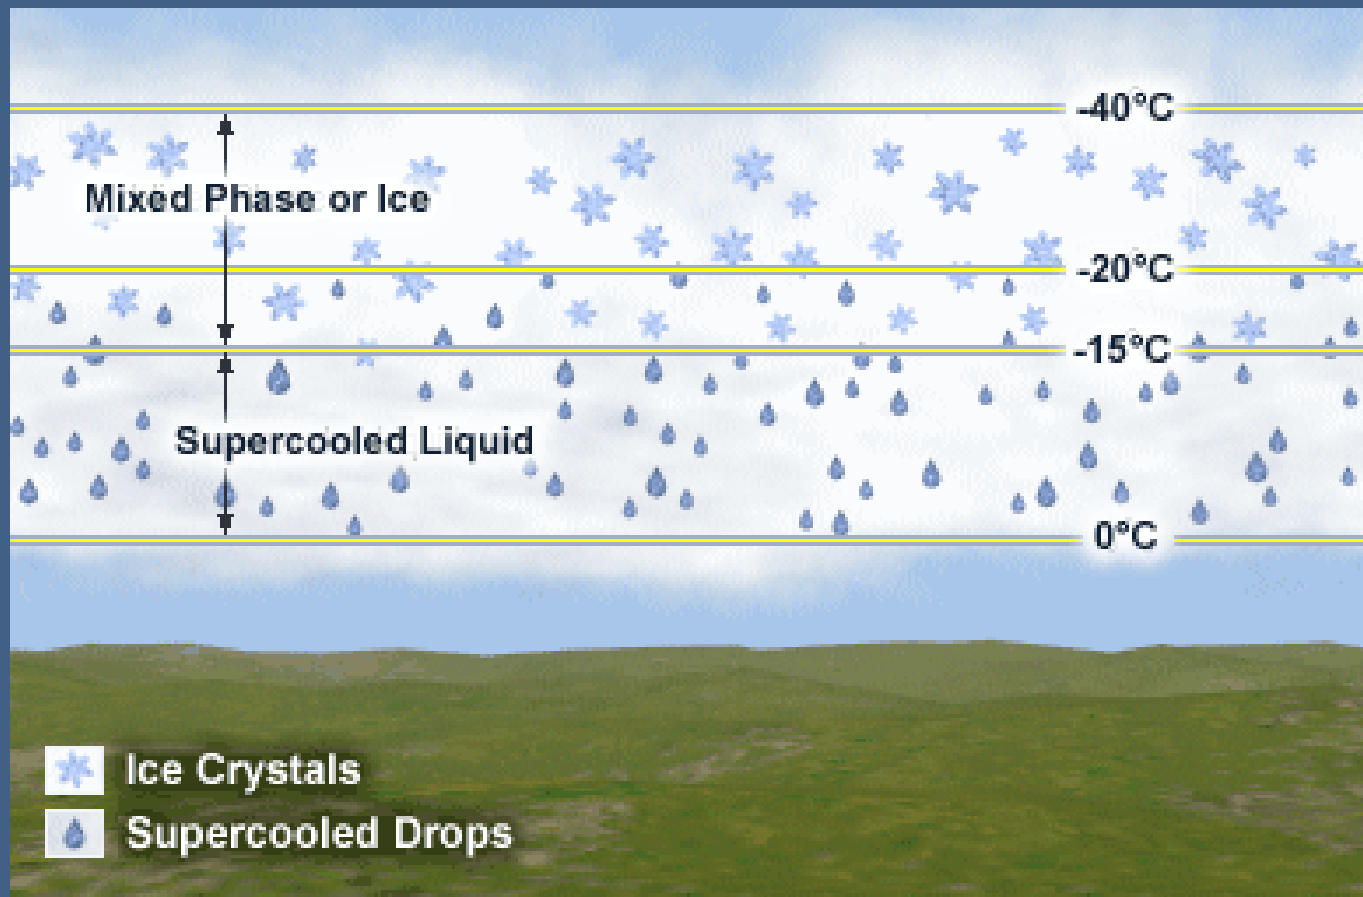 -40°C
Mixed Phase or Ice
-20°C
-15°C
Supercooled Liquid
0°C
Ice Crystals
Supercooled Drops